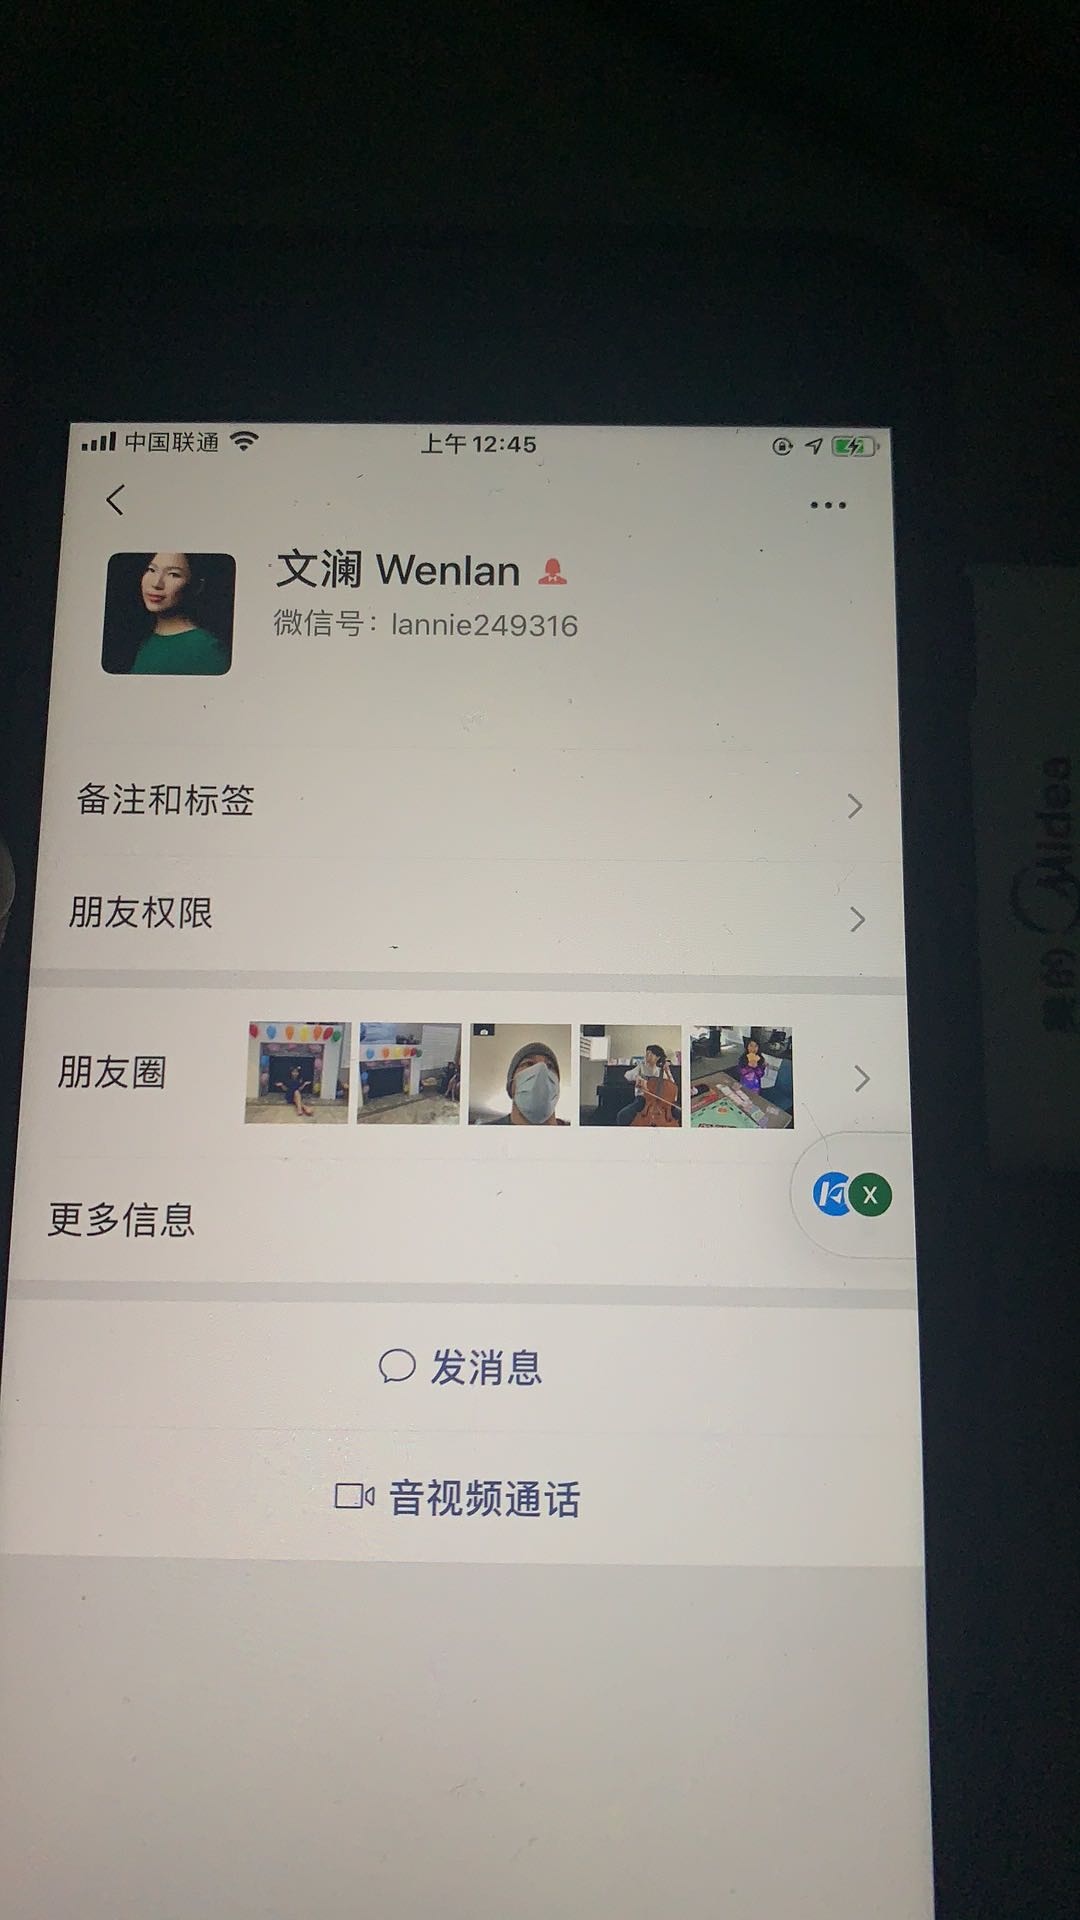 中国联通
上午12:45
文澜 Wenlan
微信号：lannie249316
备注和标签
朋友权限
朋友圈
更多信息
X
发消息
音视频通话
美的 Midea